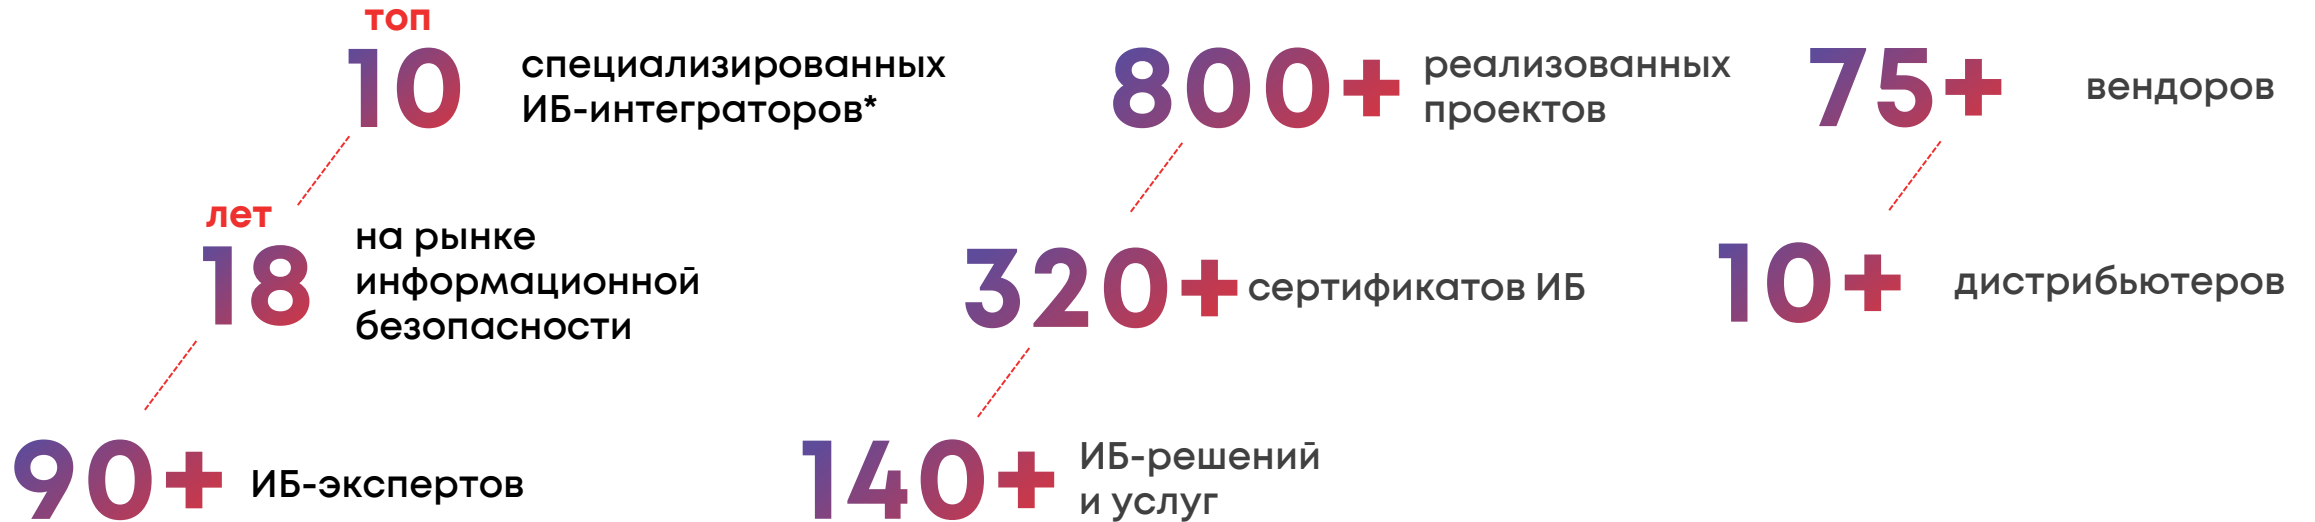 топ
10
специализированных
ИБ-интеграторов*
лет
18
на рынке
информационной
безопасности
90+
ИБ-экспертов
800+
реализованных
проектов
320+
сертификатов ИБ
140+
ИБ-решений
и услуг
75+
вендоров
10+
дистрибьютеров